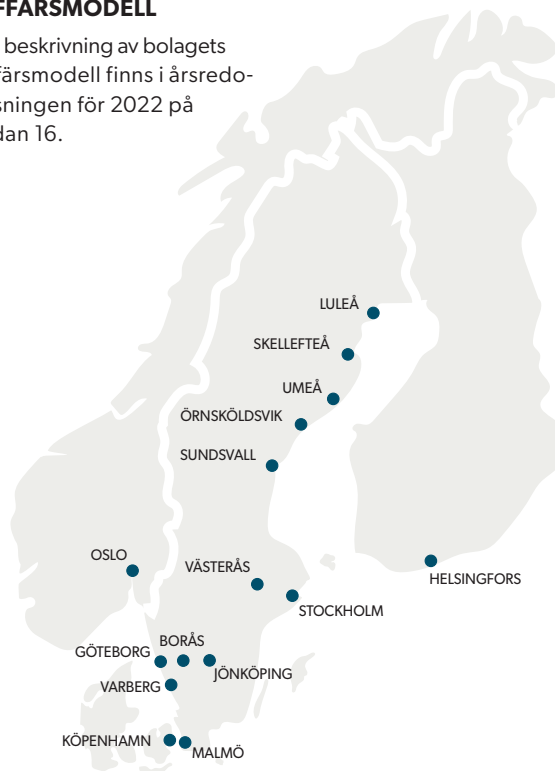 FFÄRSMODELL
beskrivning av bolagets
färsmodell finns i årsredo-
sningen för 2022 på
dan 16.
LULEÅ
SKELLEFTEÅ
UMEÅ
ÖRNSKÖLDSVIK
SUNDSVALL
OSLO
VÄSTERÅS
HELSINGFORS
STOCKHOLM
BORÅS
GÖTEBORG
JÖNKÖPING
VARBERG
KÖPENHAMN
MALMÖ